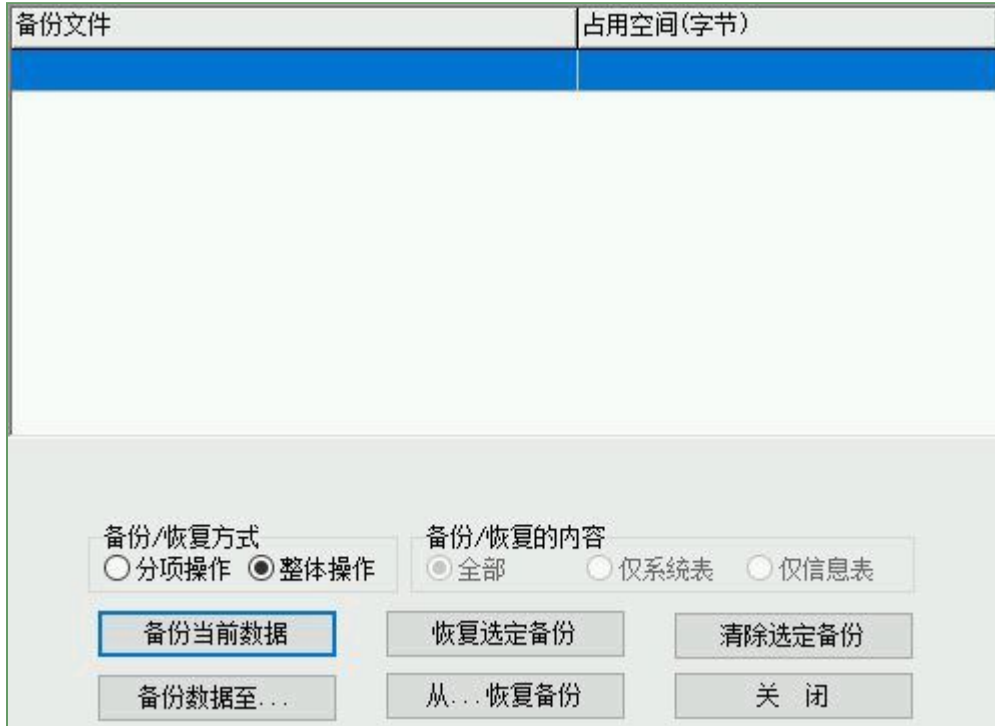 备份文件 占用空间(字节)
备份/恢复方式 备份/恢复的内容
分项操作 整体操作 全部 仅系统表 仅信息表
备份当前数据 恢复选定备份 清除选定备份
备份数据至... 从...恢复备份 关 闭